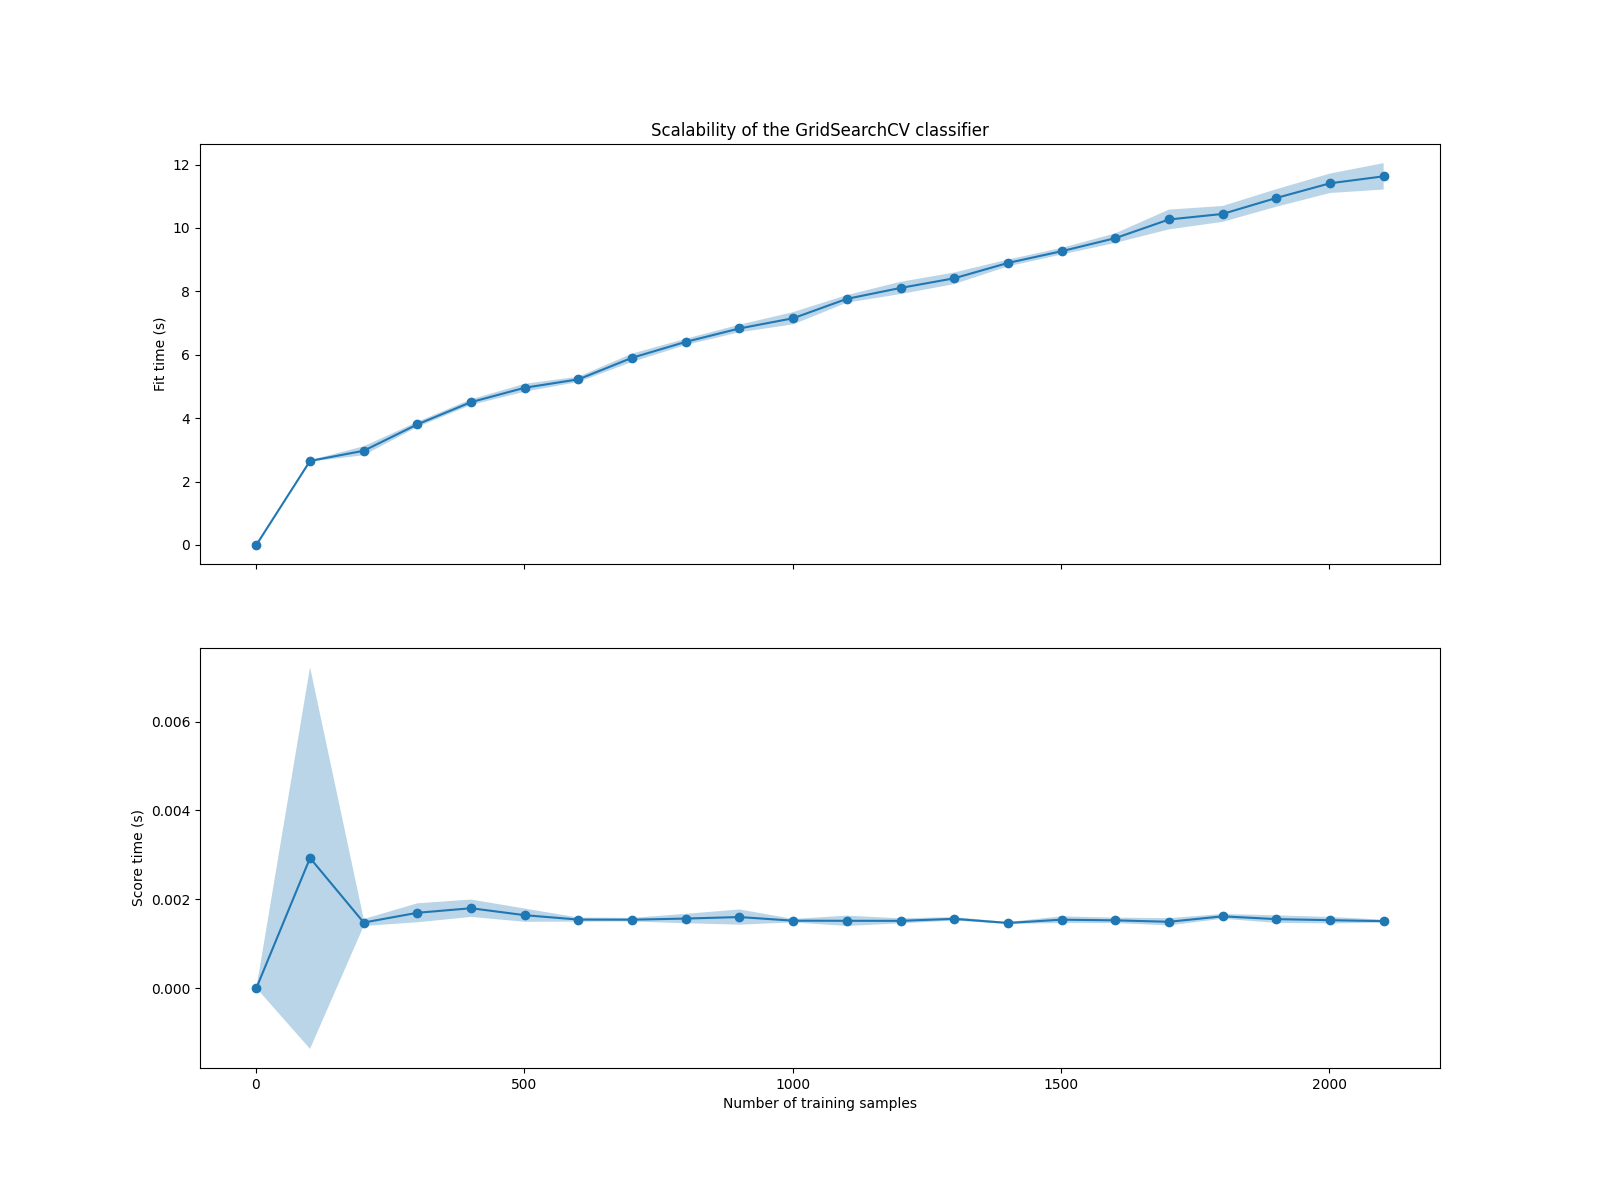 Scalability of the GridSearchCV classifier
12
10
8
6
4
2
0
Fit time (s)
0.006
0.004
0.002
0.000
Score time (s)
0 500 1000 1500 2000
Number of training samples